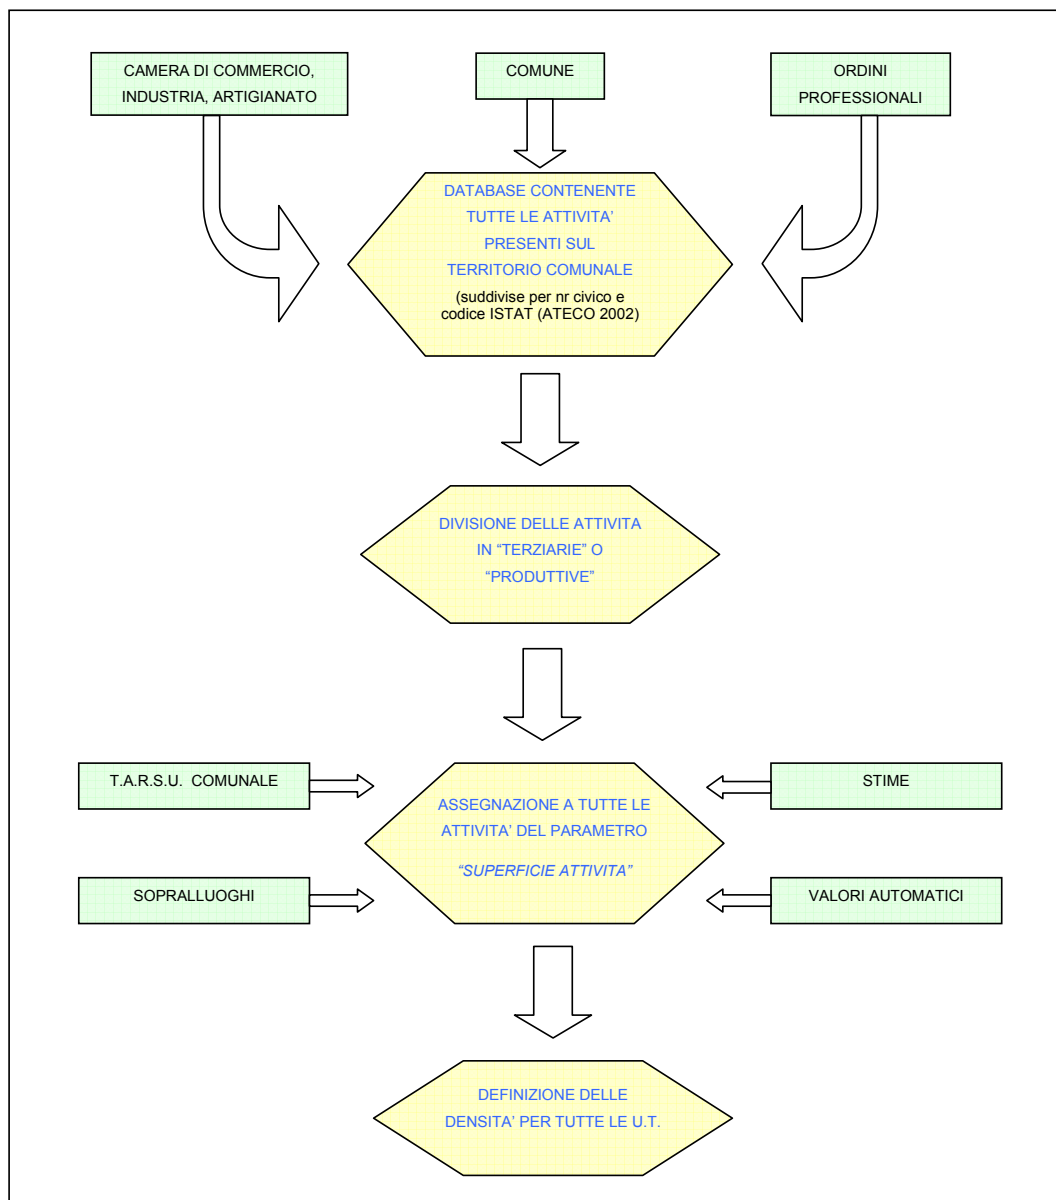 CAMERA DI COMMERCIO,
INDUSTRIA, ARTIGIANATO
COMUNE
ORDINI
PROFESSIONALI
DATABASE CONTENENTE
TUTTE LE ATTIVITA’
PRESENTI SUL
TERRITORIO COMUNALE
(suddivise per nr civico e
codice ISTAT (ATECO 2002)
DIVISIONE DELLE ATTIVITA
IN “TERZIARIE” O
“PRODUTTIVE”
T.A.R.S.U. COMUNALE
STIME
ASSEGNAZIONE A TUTTE LE
ATTIVITA’ DEL PARAMETRO
“SUPERFICIE ATTIVITA”
SOPRALLUOGHI
VALORI AUTOMATICI
DEFINIZIONE DELLE
DENSITA’ PER TUTTE LE U.T.